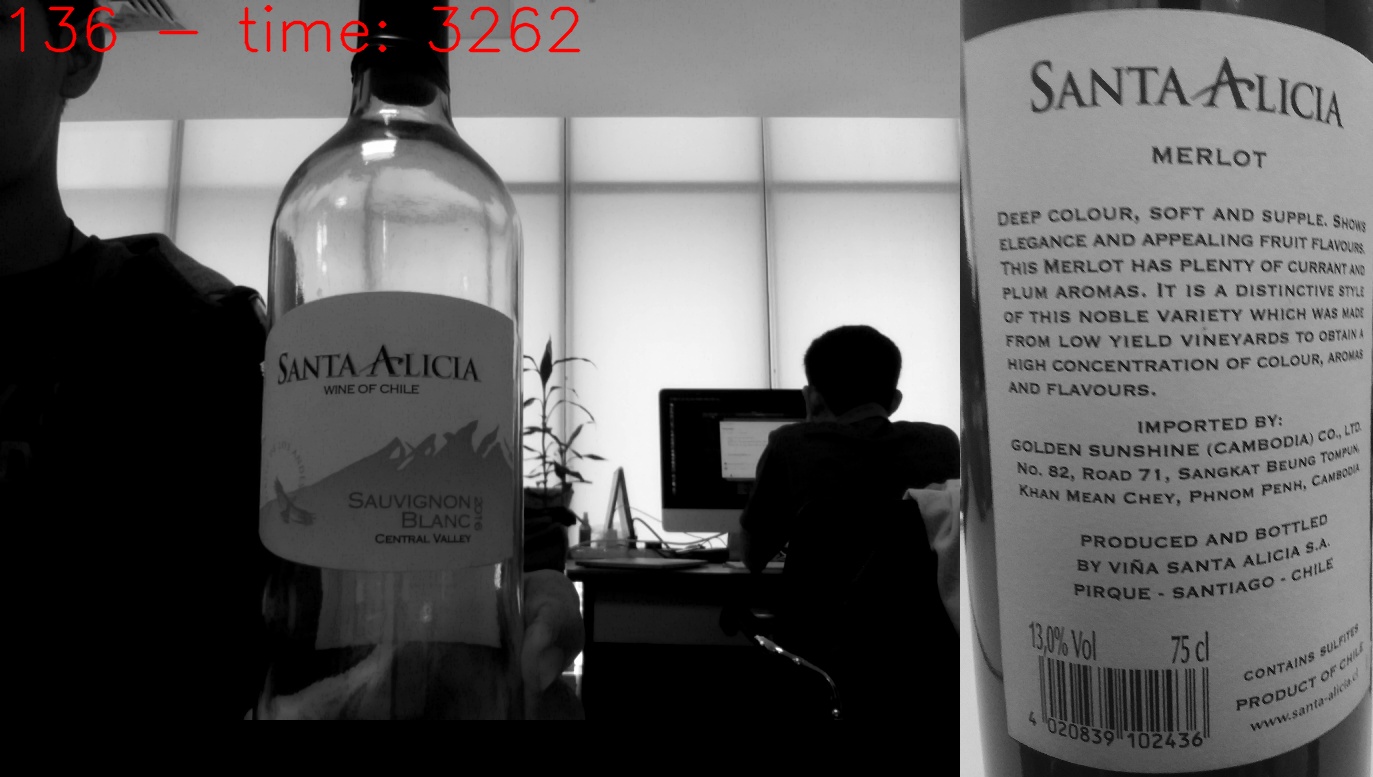 136 - time: 3262
SANTA ALICIA
WINE OF CHILE
SAUVIGNON
BLANC
2016
CENTRAL VALLEY
SANTA ALICIA
MERLOT
DEEP COLOUR, SOFT AND SUPPLE. SHOWS
ELEGANCE AND APPEALING FRUIT FLAVOURS.
THIS MERLOT HAS PLENTY OF CURRANT AND
PLUM AROMAS. IT IS A DISTINCTIVE STYLE
OF THIS NOBLE VARIETY WHICH WAS MADE
FROM LOW YIELD VINEYARDS TO OBTAIN A
HIGH CONCENTRATION OF COLOUR, AROMAS
AND FLAVOURS.
IMPORTED BY:
GOLDEN SUNSHINE (CAMBODIA) CO., LTD.
NO. 82, ROAD 71, SANGKAT BEUNG TOMPUN,
KHAN MEAN CHEY, PHNOM PENH, CAMBODIA
PRODUCED AND BOTTLED
BY VIÑA SANTA ALICIA S.A.
PIRQUE - SANTIAGO - CHILE
13,0% Vol 75 cl
CONTAINS SULFITES
PRODUCT OF CHILE
www.santa-alicia.cl
4 020839 102436